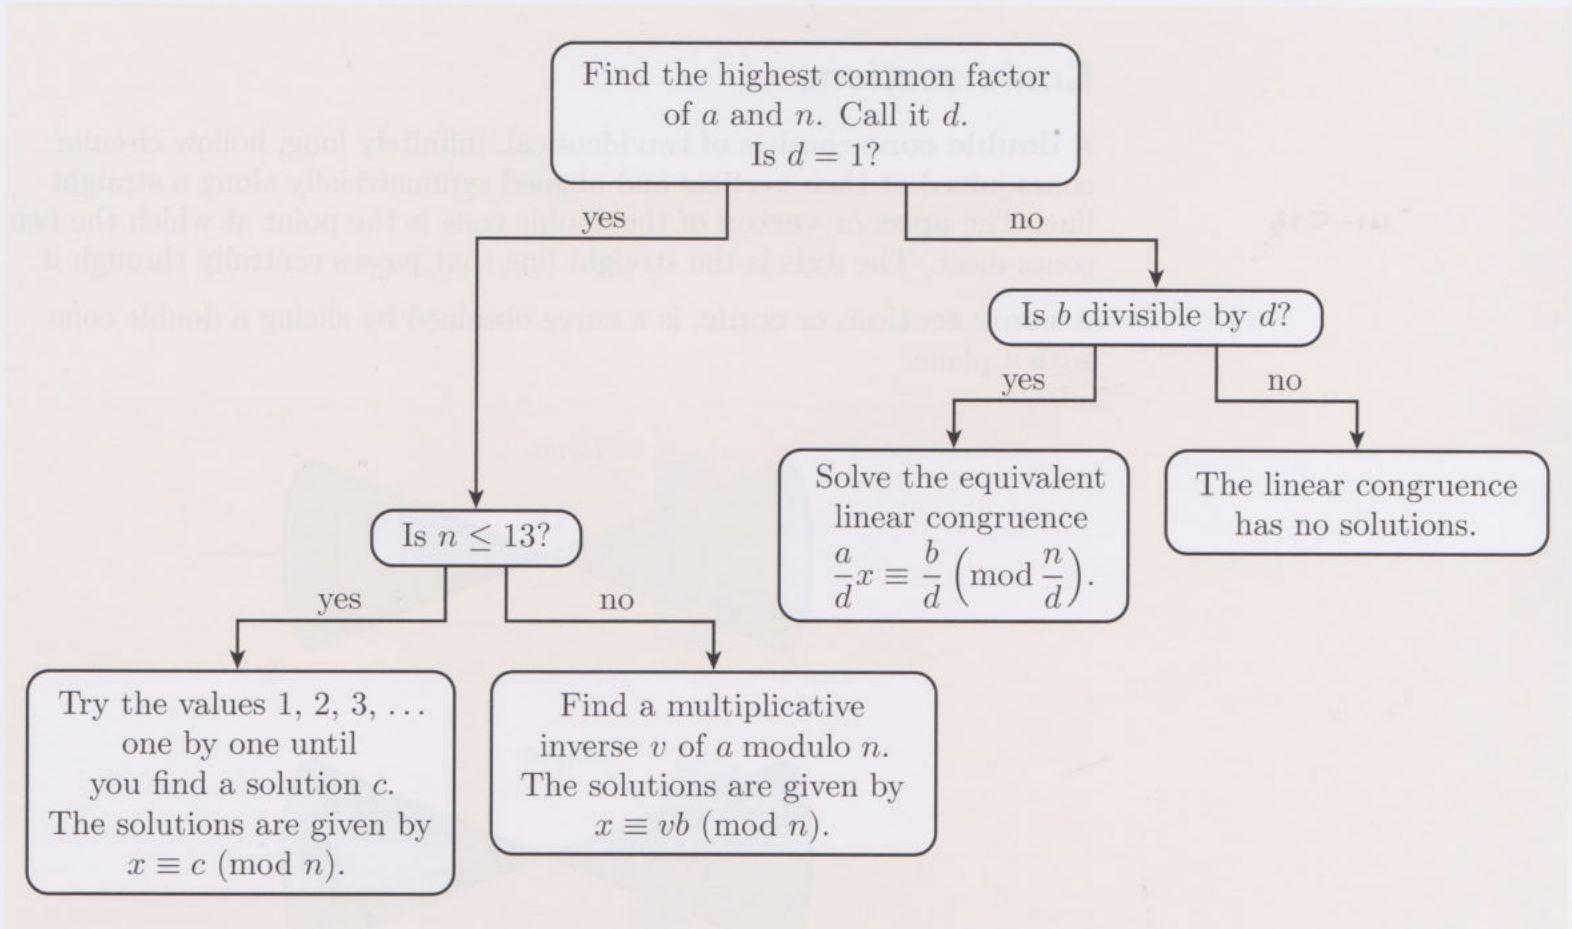 Find the highest common factor
of a and n. Call it d.
Is d = 1?
yes
no
Is b divisible by d?
yes
no
Solve the equivalent
linear congruence
a/d x ≡ b/d (mod n/d).
The linear congruence
has no solutions.
Is n ≤ 13?
yes
no
Try the values 1, 2, 3, …
one by one until
you find a solution c.
The solutions are given by
x ≡ c (mod n).
Find a multiplicative
inverse v of a modulo n.
The solutions are given by
x ≡ vb (mod n).